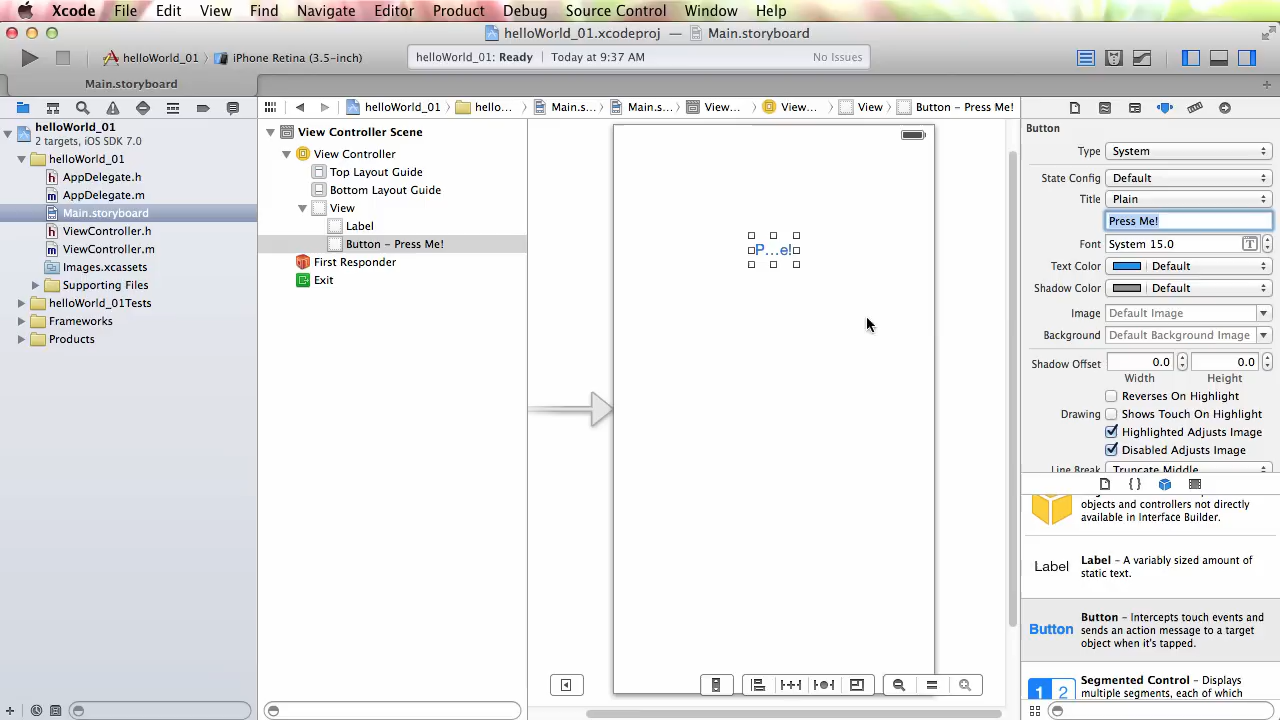 Xcode File Edit View Find Navigate Editor Product Debug Source Control Window Help
helloWorld_01.xcodeproj — Main.storyboard
helloWorld_01 iPhone Retina (3.5-inch)
helloWorld_01: Ready Today at 9:37 AM No Issues
Main.storyboard
helloWorld_01 hello... Main.s... Main.s... View... View... View Button – Press Me!
helloWorld_01
2 targets, iOS SDK 7.0
helloWorld_01
AppDelegate.h
AppDelegate.m
Main.storyboard
ViewController.h
ViewController.m
Images.xcassets
Supporting Files
helloWorld_01Tests
Frameworks
Products
View Controller Scene
View Controller
Top Layout Guide
Bottom Layout Guide
View
Label
Button – Press Me!
First Responder
Exit
P...e!
Button
Type System
State Config Default
Title Plain
Press Me!
Font System 15.0
Text Color Default
Shadow Color Default
Image Default Image
Background Default Background Image
Shadow Offset 0.0 0.0
Width Height
Reverses On Highlight
Drawing Shows Touch On Highlight
Highlighted Adjusts Image
Disabled Adjusts Image
Line Break Truncate Middle
objects and controllers not directly
available in Interface Builder.
Label Label – A variably sized amount of
static text.
Button Button – Intercepts touch events and
sends an action message to a target
object when it's tapped.
1 2 Segmented Control – Displays
multiple segments, each of which